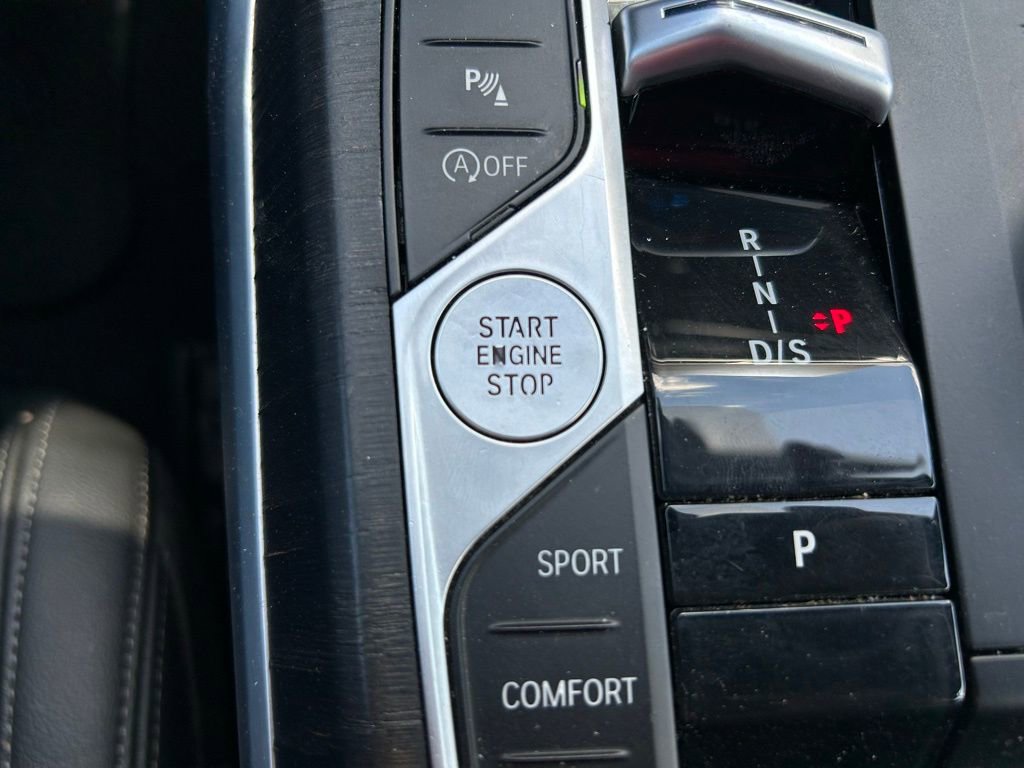 P
A OFF
START
ENGINE
STOP
SPORT
COMFORT
R
N
D/S
P
P